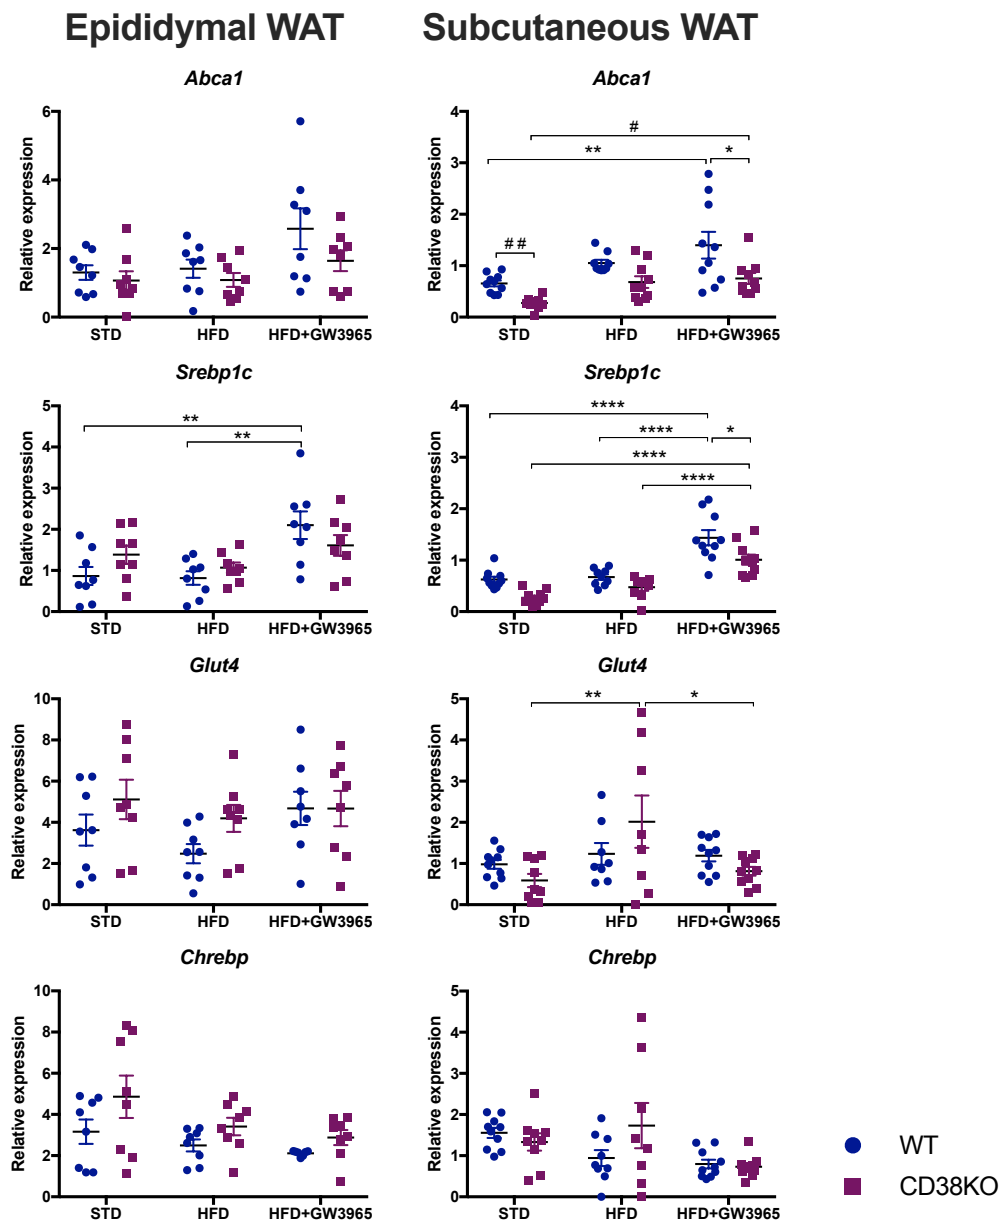 Epididymal WAT
Subcutaneous WAT
Abca1
Relative expression
6
4
2
0
STD
HFD
HFD+GW3965
Abca1
Relative expression
4
3
2
1
0
#
**
*
##
STD
HFD
HFD+GW3965
Srebp1c
Relative expression
5
4
3
2
1
0
**
**
STD
HFD
HFD+GW3965
Srebp1c
Relative expression
4
3
2
1
0
****
****
*
****
****
STD
HFD
HFD+GW3965
Glut4
Relative expression
10
8
6
4
2
0
STD
HFD
HFD+GW3965
Glut4
Relative expression
5
4
3
2
1
0
**
*
STD
HFD
HFD+GW3965
Chrebp
Relative expression
10
8
6
4
2
0
STD
HFD
HFD+GW3965
Chrebp
Relative expression
5
4
3
2
1
0
STD
HFD
HFD+GW3965
WT
CD38KO